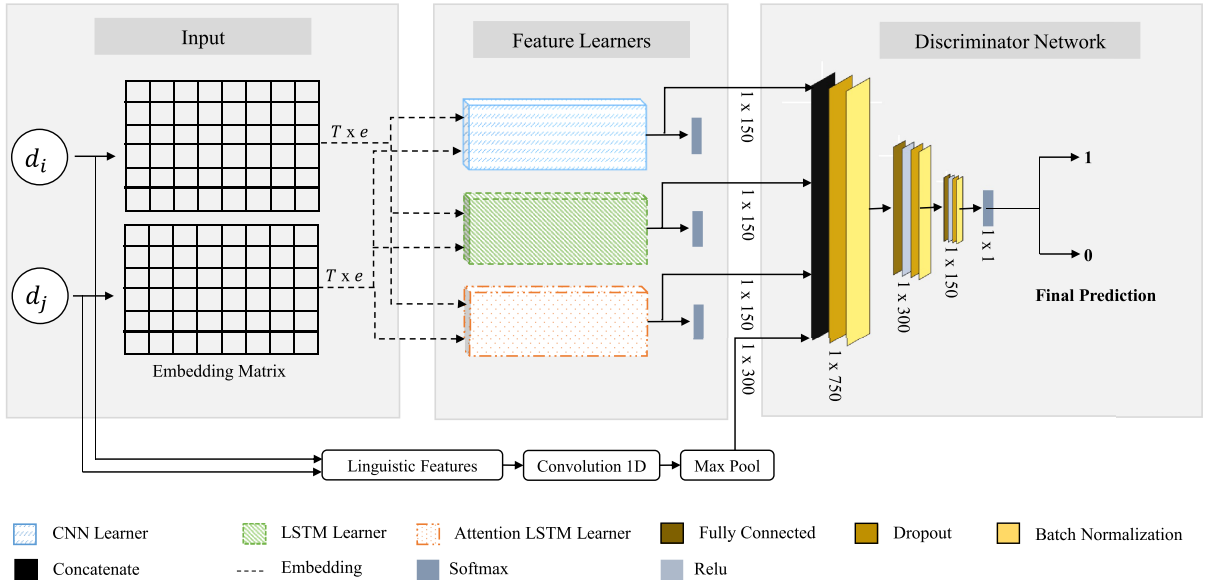 Input
Feature Learners
Discriminator Network
d_i
d_j
T x e
T x e
Embedding Matrix
1 x 150
1 x 150
1 x 150
1 x 300
1 x 750
1 x 300
1 x 150
1 x 1
1
0
Final Prediction
Linguistic Features
Convolution 1D
Max Pool
CNN Learner
LSTM Learner
Attention LSTM Learner
Fully Connected
Dropout
Batch Normalization
Concatenate
Embedding
Softmax
Relu